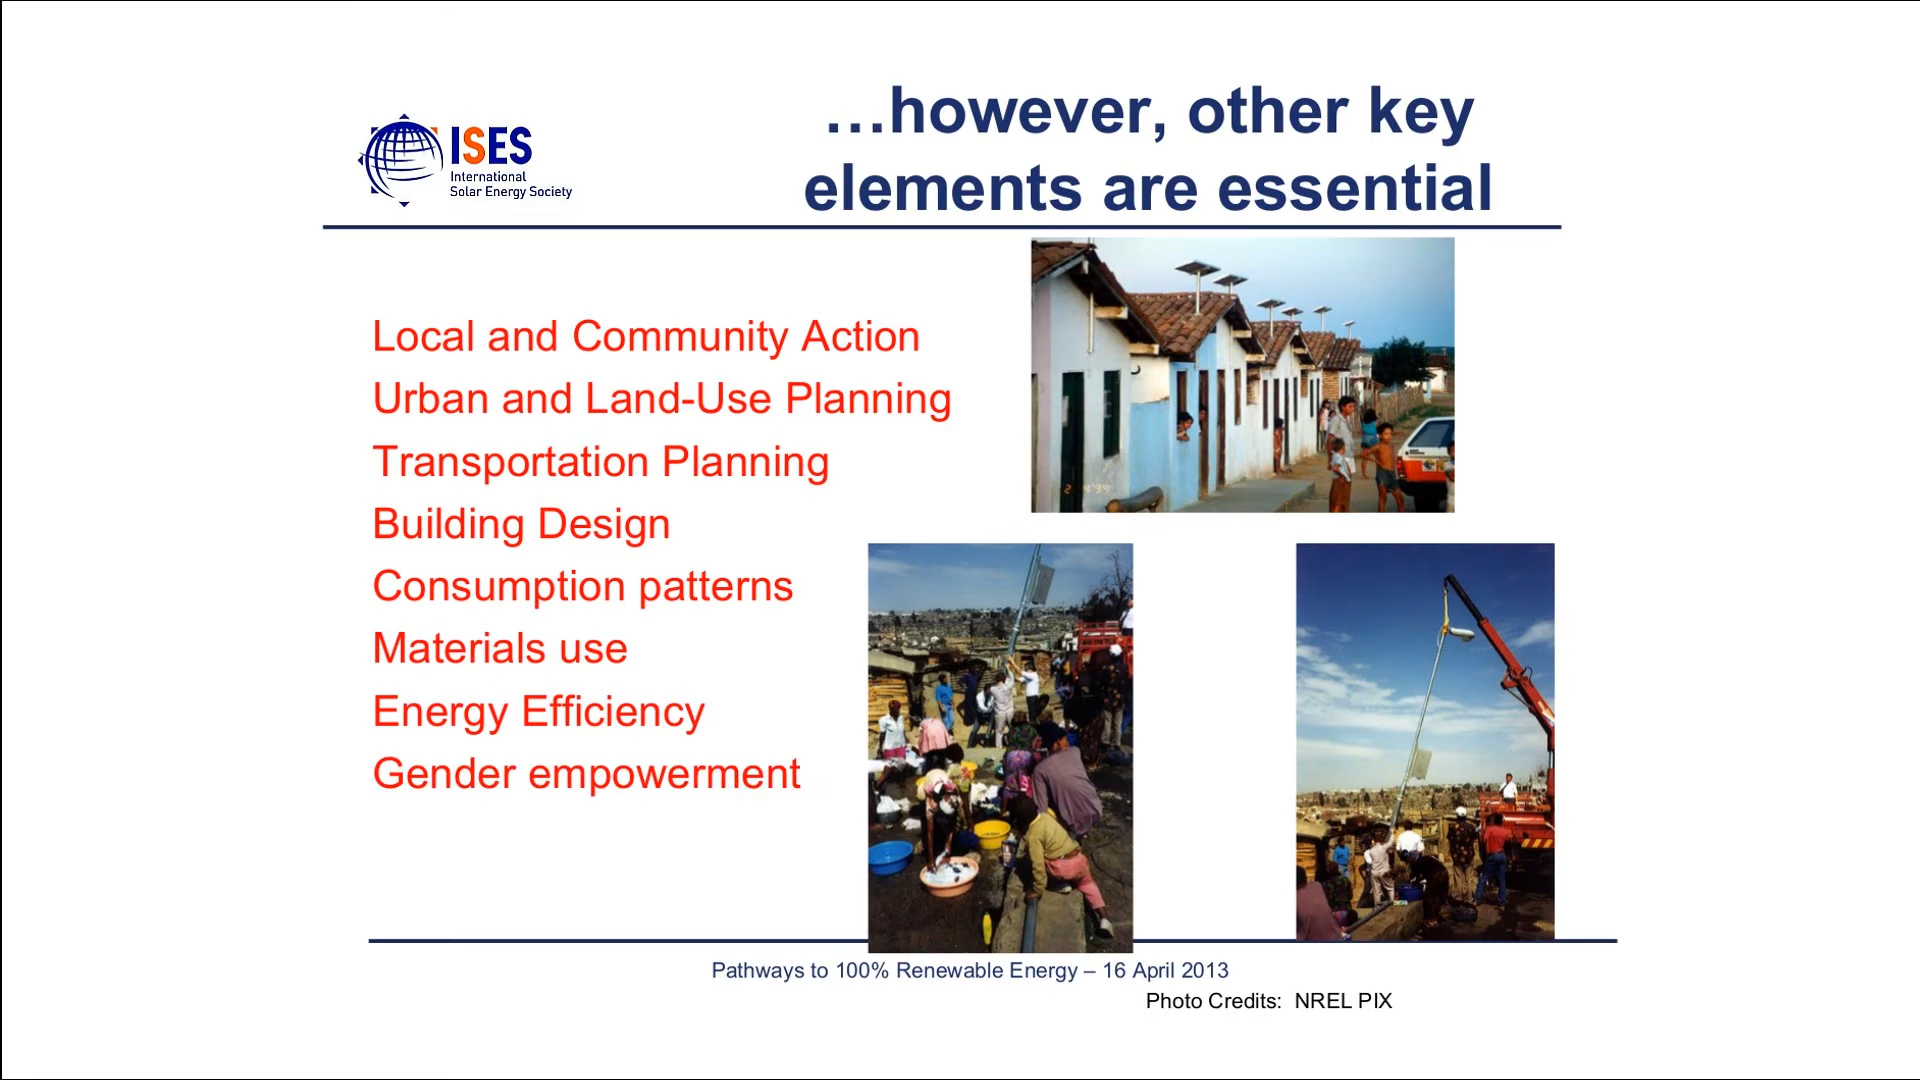 …however, other key
elements are essential
ISES
International
Solar Energy Society
Local and Community Action
Urban and Land-Use Planning
Transportation Planning
Building Design
Consumption patterns
Materials use
Energy Efficiency
Gender empowerment
Pathways to 100% Renewable Energy – 16 April 2013
Photo Credits: NREL PIX